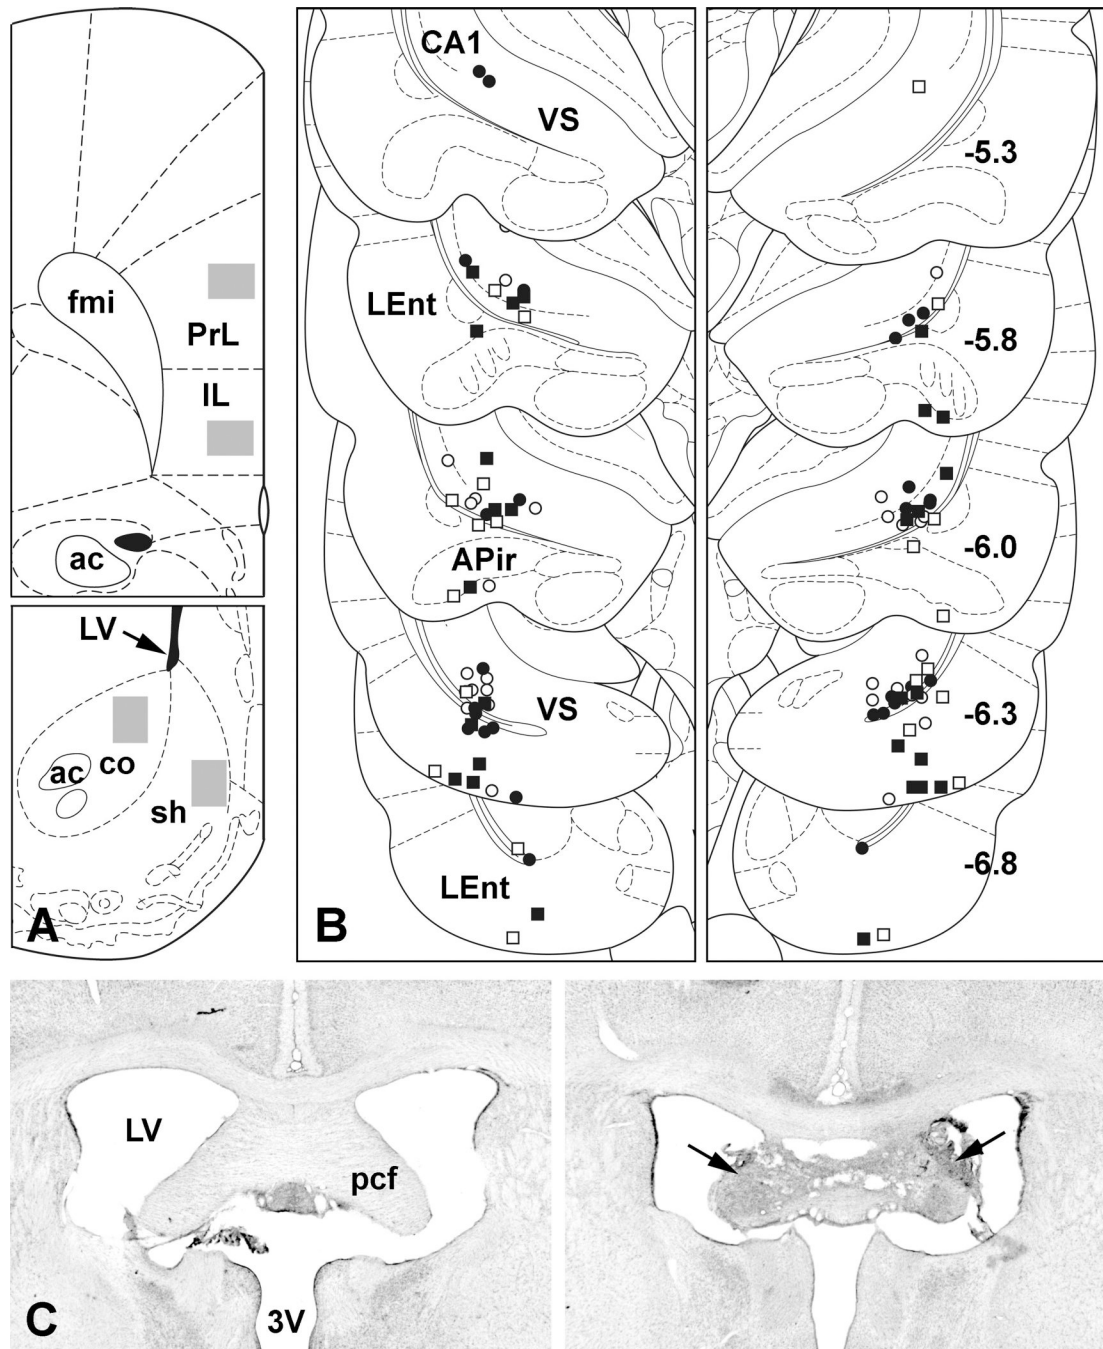 fmi
PrL
IL
ac
LV
ac
co
sh
A
CA1
VS
LEnt
APir
VS
LEnt
B
-5.3
-5.8
-6.0
-6.3
-6.8
LV
pcf
3V
C